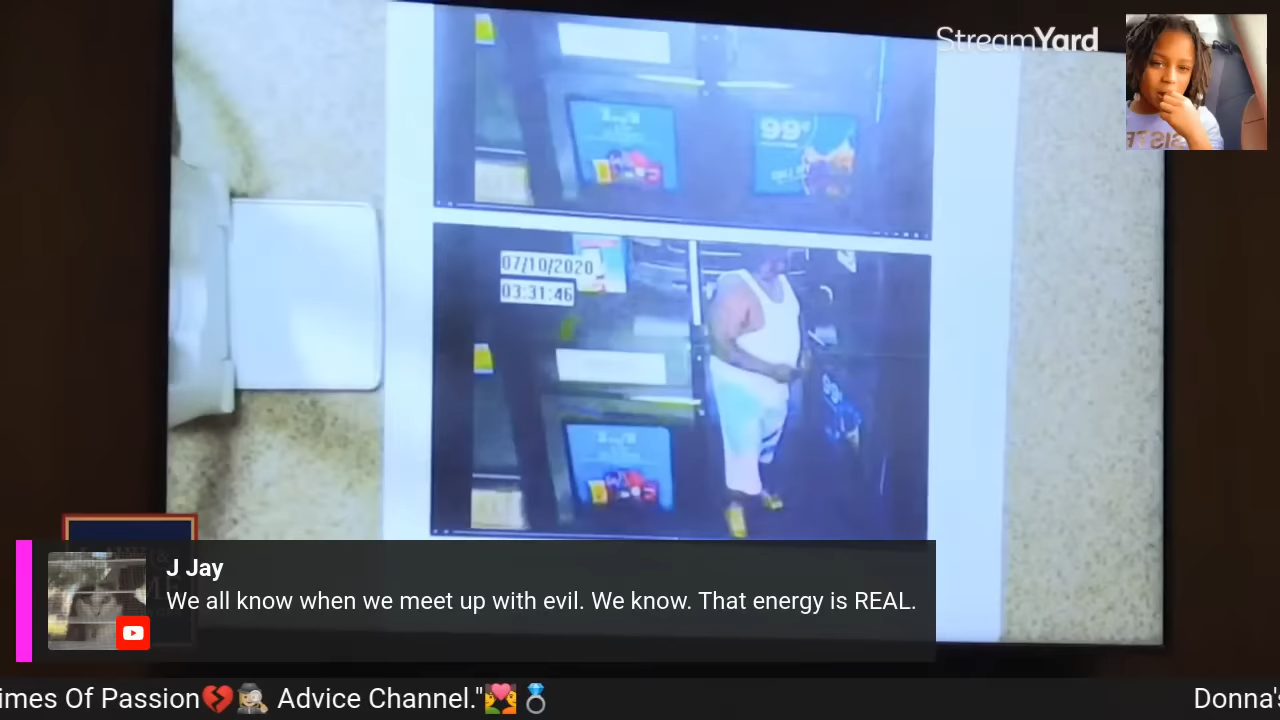 StreamYard
99¢
07/10/2020
03:31:46
J Jay
We all know when we meet up with evil. We know. That energy is REAL.
imes Of Passion💔🕵🏼 Advice Channel."💏💍
Donna's